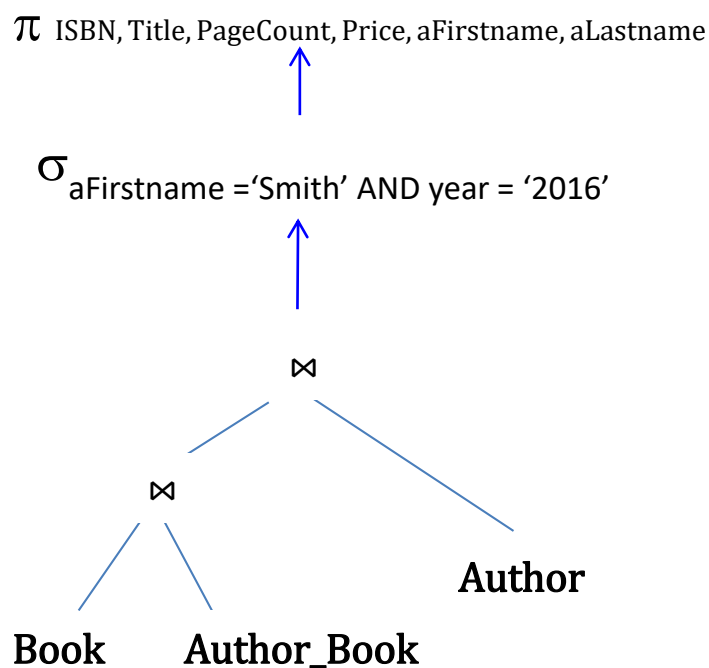 π ISBN, Title, PageCount, Price, aFirstname, aLastname
σ aFirstname =‘Smith’ AND year = ‘2016’
⋈
⋈
Author
Book Author_Book